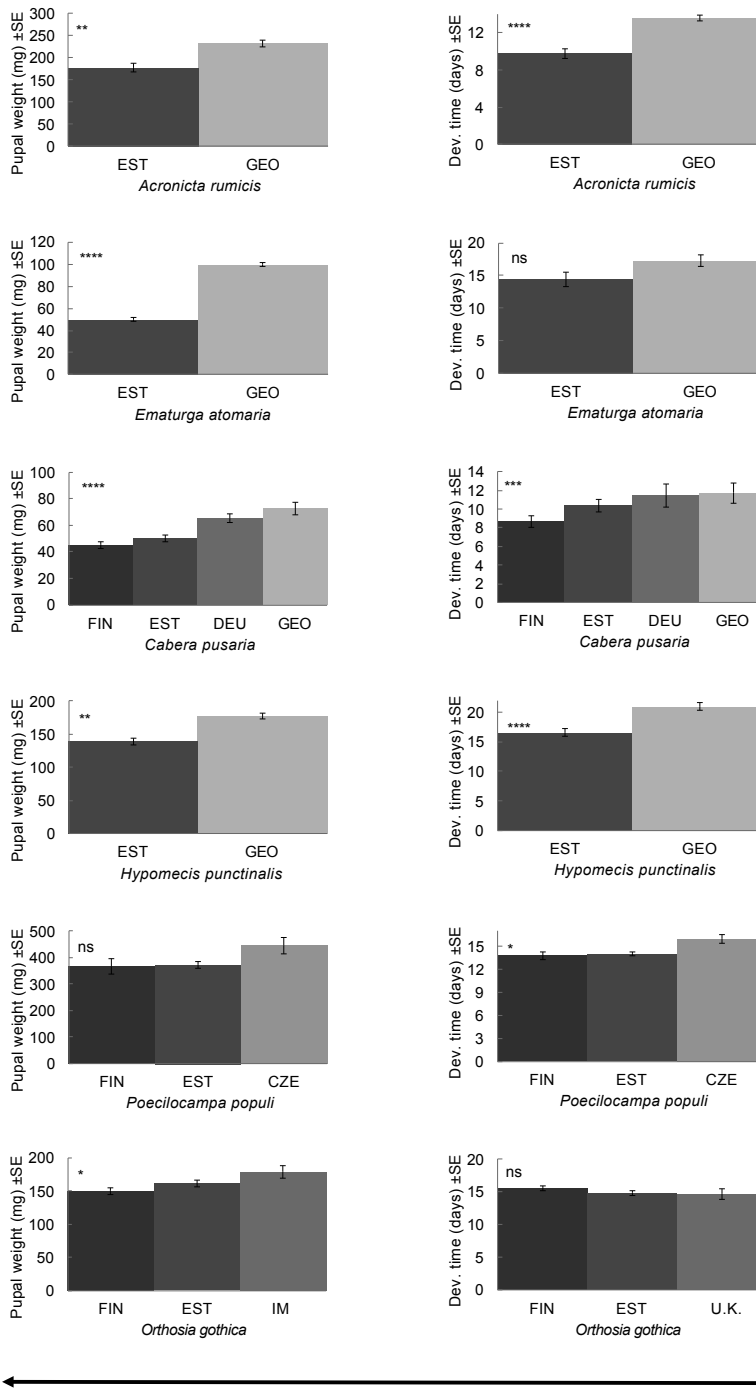 Pupal weight (mg) ±SE
300
250
200
150
100
50
0
**
EST GEO
Acronicta rumicis
Dev. time (days) ±SE
12
8
4
0
****
EST GEO
Acronicta rumicis
Pupal weight (mg) ±SE
120
100
80
60
40
20
0
****
EST GEO
Ematurga atomaria
Dev. time (days) ±SE
20
15
10
5
0
ns
EST GEO
Ematurga atomaria
Pupal weight (mg) ±SE
100
80
60
40
20
0
****
FIN EST DEU GEO
Cabera pusaria
Dev. time (days) ±SE
14
12
10
8
6
4
2
0
***
FIN EST DEU GEO
Cabera pusaria
Pupal weight (mg) ±SE
200
150
100
50
0
**
EST GEO
Hypomecis punctinalis
Dev. time (days) ±SE
20
15
10
5
0
****
EST GEO
Hypomecis punctinalis
Pupal weight (mg) ±SE
500
400
300
200
100
0
ns
FIN EST CZE
Poecilocampa populi
Dev. time (days) ±SE
15
12
9
6
3
0
*
FIN EST CZE
Poecilocampa populi
Pupal weight (mg) ±SE
200
150
100
50
0
*
FIN EST IM
Orthosia gothica
Dev. time (days) ±SE
20
15
10
5
0
ns
FIN EST U.K.
Orthosia gothica